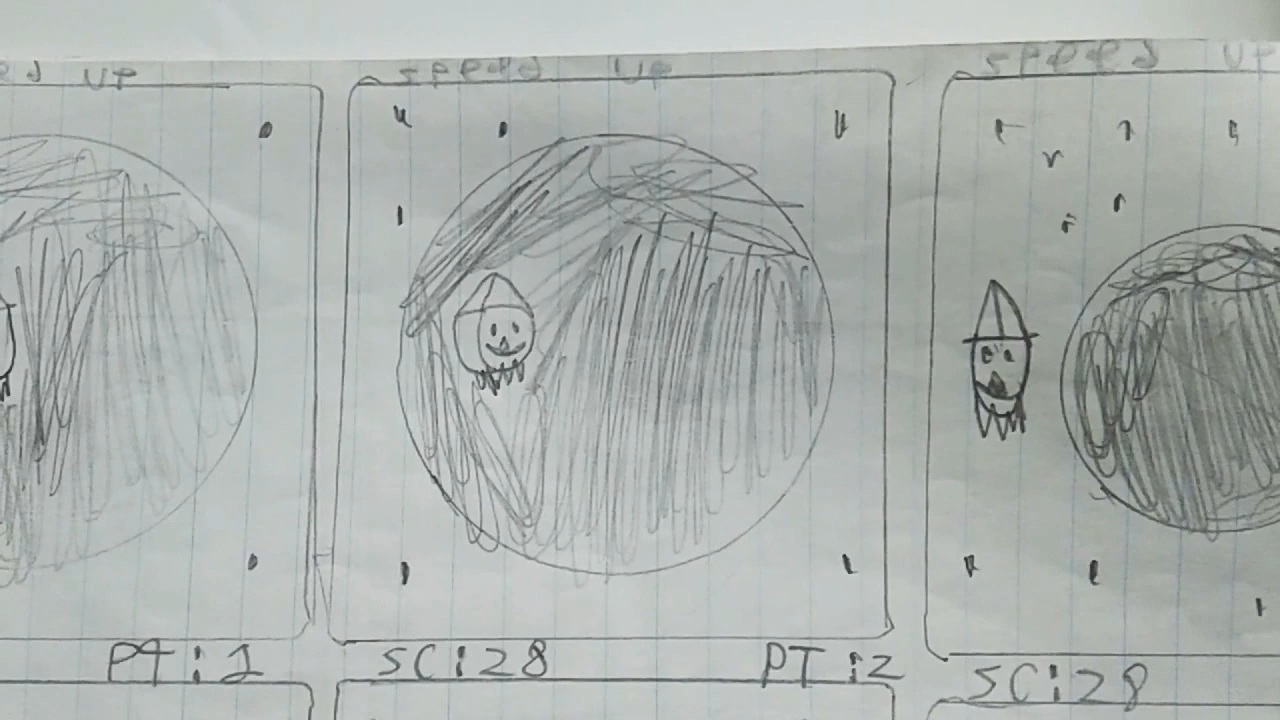 UP
speed up
speed UP
PT:1
SC:28 PT:2
SC:28